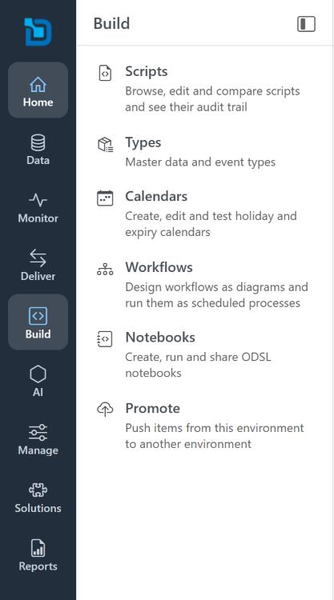 Home
Data
Monitor
Deliver
Build
AI
Manage
Solutions
Reports
Build
Scripts
Browse, edit and compare scripts
and see their audit trail
Types
Master data and event types
Calendars
Create, edit and test holiday and
expiry calendars
Workflows
Design workflows as diagrams and
run them as scheduled processes
Notebooks
Create, run and share ODSL
notebooks
Promote
Push items from this environment
to another environment